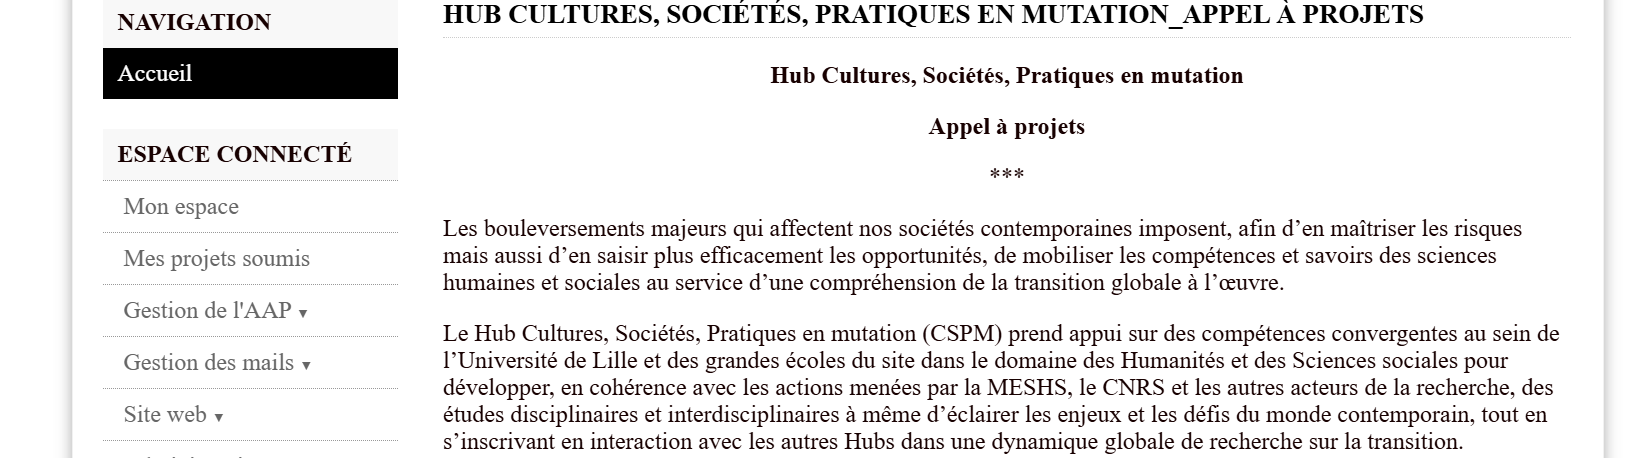 NAVIGATION
Accueil
ESPACE CONNECTÉ
Mon espace
Mes projets soumis
Gestion de l'AAP ▼
Gestion des mails ▼
Site web ▼
HUB CULTURES, SOCIÉTÉS, PRATIQUES EN MUTATION_APPEL À PROJETS
Hub Cultures, Sociétés, Pratiques en mutation
Appel à projets
***
Les bouleversements majeurs qui affectent nos sociétés contemporaines imposent, afin d’en maîtriser les risques
mais aussi d’en saisir plus efficacement les opportunités, de mobiliser les compétences et savoirs des sciences
humaines et sociales au service d’une compréhension de la transition globale à l’œuvre.
Le Hub Cultures, Sociétés, Pratiques en mutation (CSPM) prend appui sur des compétences convergentes au sein de
l’Université de Lille et des grandes écoles du site dans le domaine des Humanités et des Sciences sociales pour
développer, en cohérence avec les actions menées par la MESHS, le CNRS et les autres acteurs de la recherche, des
études disciplinaires et interdisciplinaires à même d’éclairer les enjeux et les défis du monde contemporain, tout en
s’inscrivant en interaction avec les autres Hubs dans une dynamique globale de recherche sur la transition.